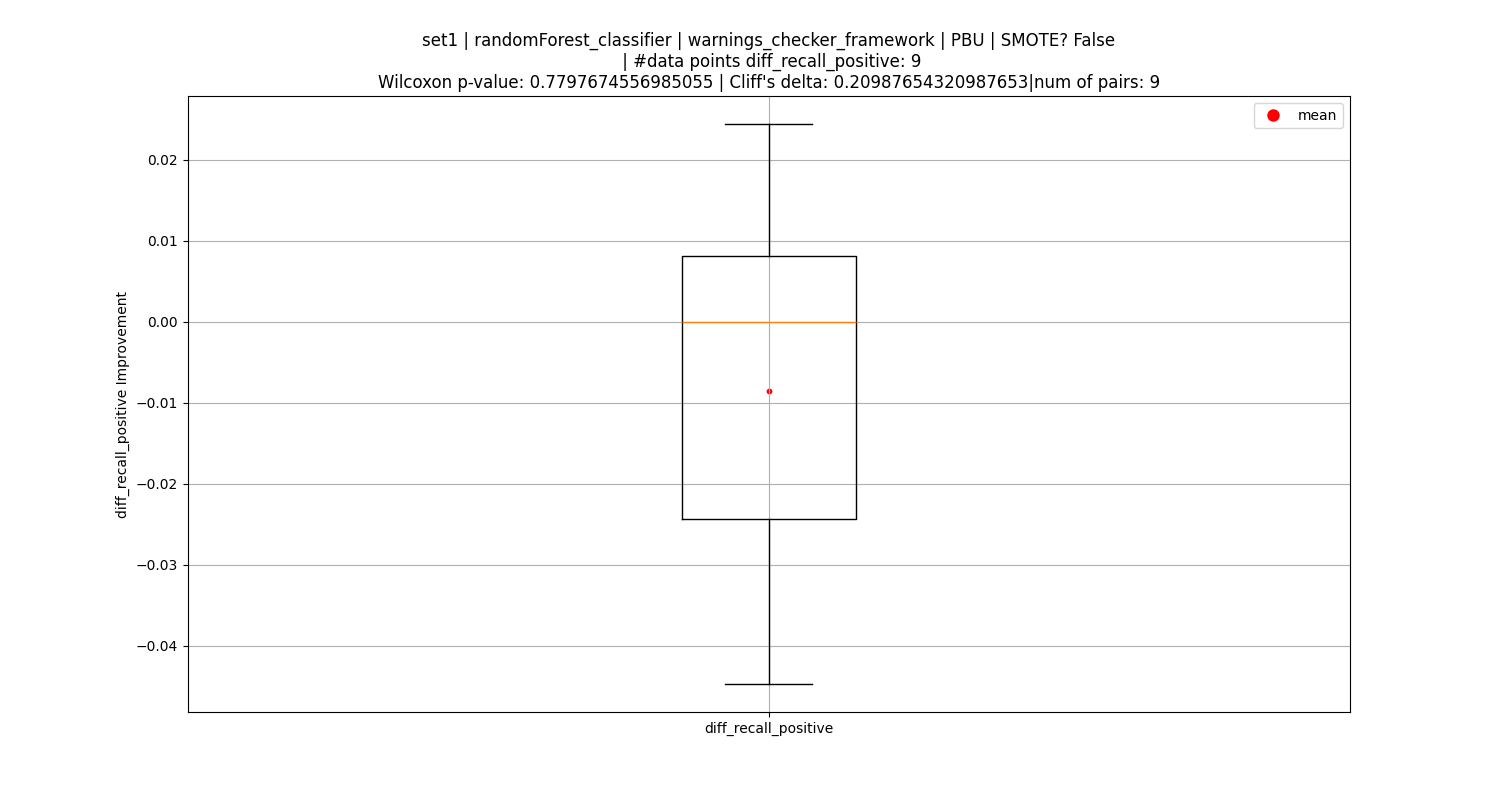 set1 | randomForest_classifier | warnings_checker_framework | PBU | SMOTE? False
| #data points diff_recall_positive: 9
Wilcoxon p-value: 0.7797674556985055 | Cliff's delta: 0.20987654320987653|num of pairs: 9
mean
0.02
0.01
0.00
−0.01
−0.02
−0.03
−0.04
diff_recall_positive Improvement
diff_recall_positive